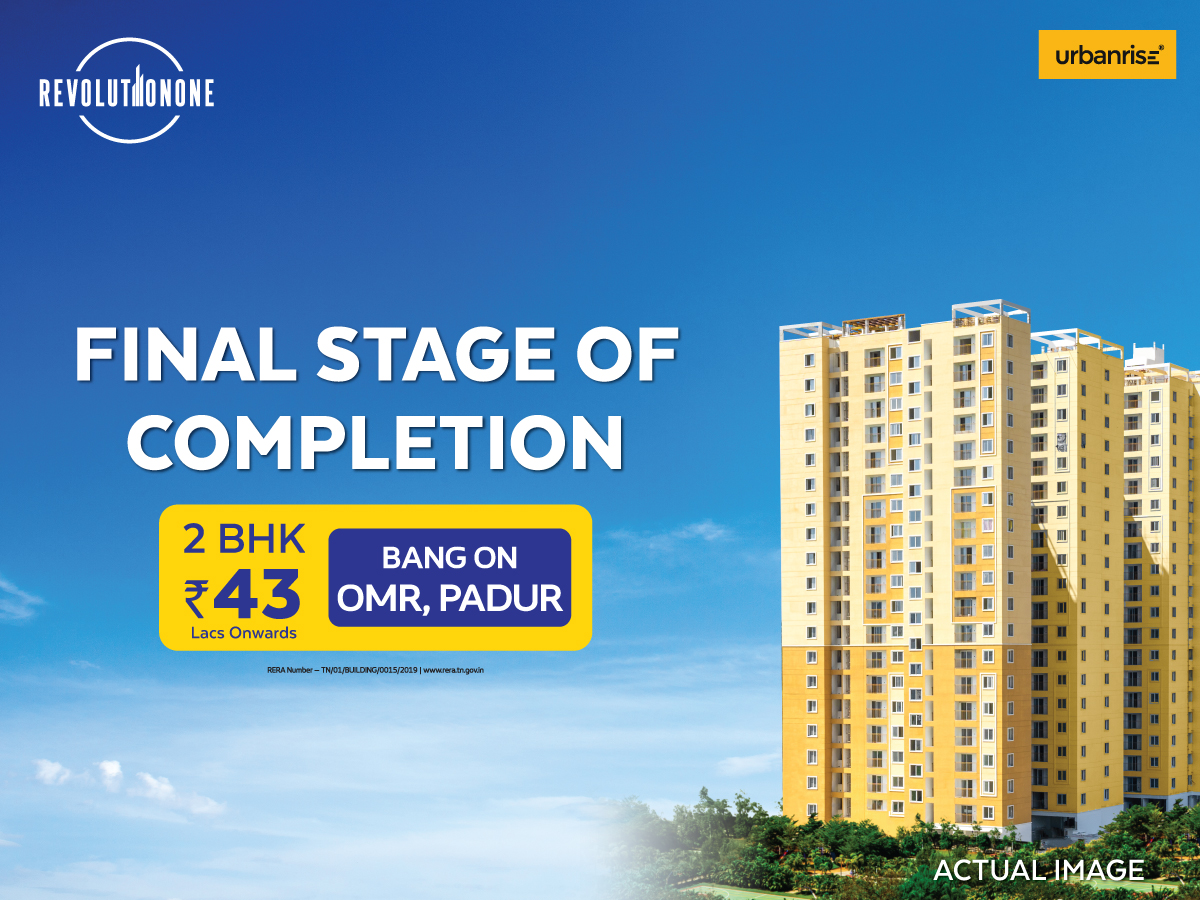 REVOLUTIONONE
urbanrise®
FINAL STAGE OF
COMPLETION
2 BHK
₹43
Lacs Onwards
BANG ON
OMR, PADUR
RERA Number – TN/01/BUILDING/0015/2019 | www.rera.tn.gov.in
ACTUAL IMAGE